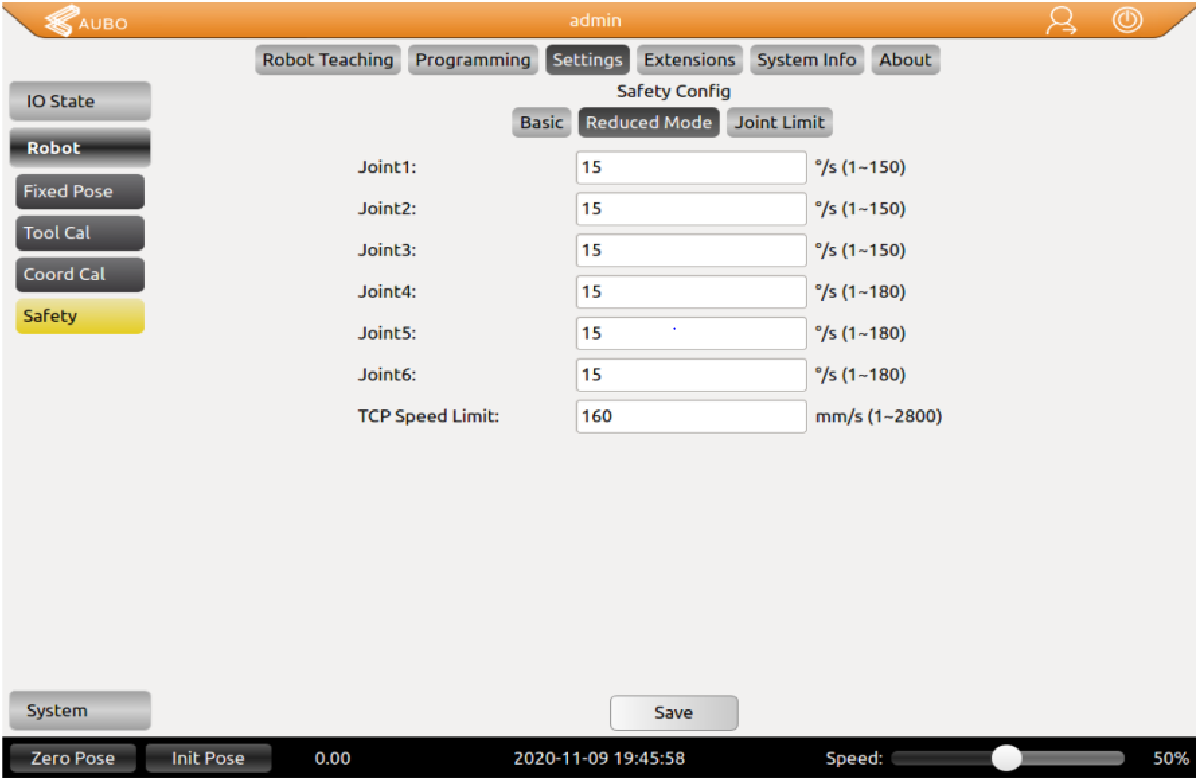 AUBO
admin
Robot Teaching Programming Settings Extensions System Info About
IO State
Robot
Fixed Pose
Tool Cal
Coord Cal
Safety
Safety Config
Basic Reduced Mode Joint Limit
Joint1: 15 °/s (1~150)
Joint2: 15 °/s (1~150)
Joint3: 15 °/s (1~150)
Joint4: 15 °/s (1~180)
Joint5: 15 °/s (1~180)
Joint6: 15 °/s (1~180)
TCP Speed Limit: 160 mm/s (1~2800)
System
Save
Zero Pose Init Pose 0.00 2020-11-09 19:45:58 Speed: 50%